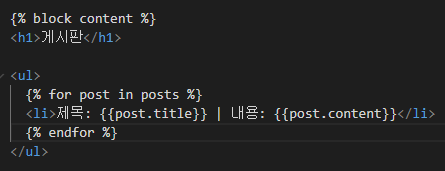 {% block content %}
<h1>게시판</h1>
<ul>
{% for post in posts %}
<li>제목: {{post.title}} | 내용: {{post.content}}</li>
{% endfor %}
</ul>